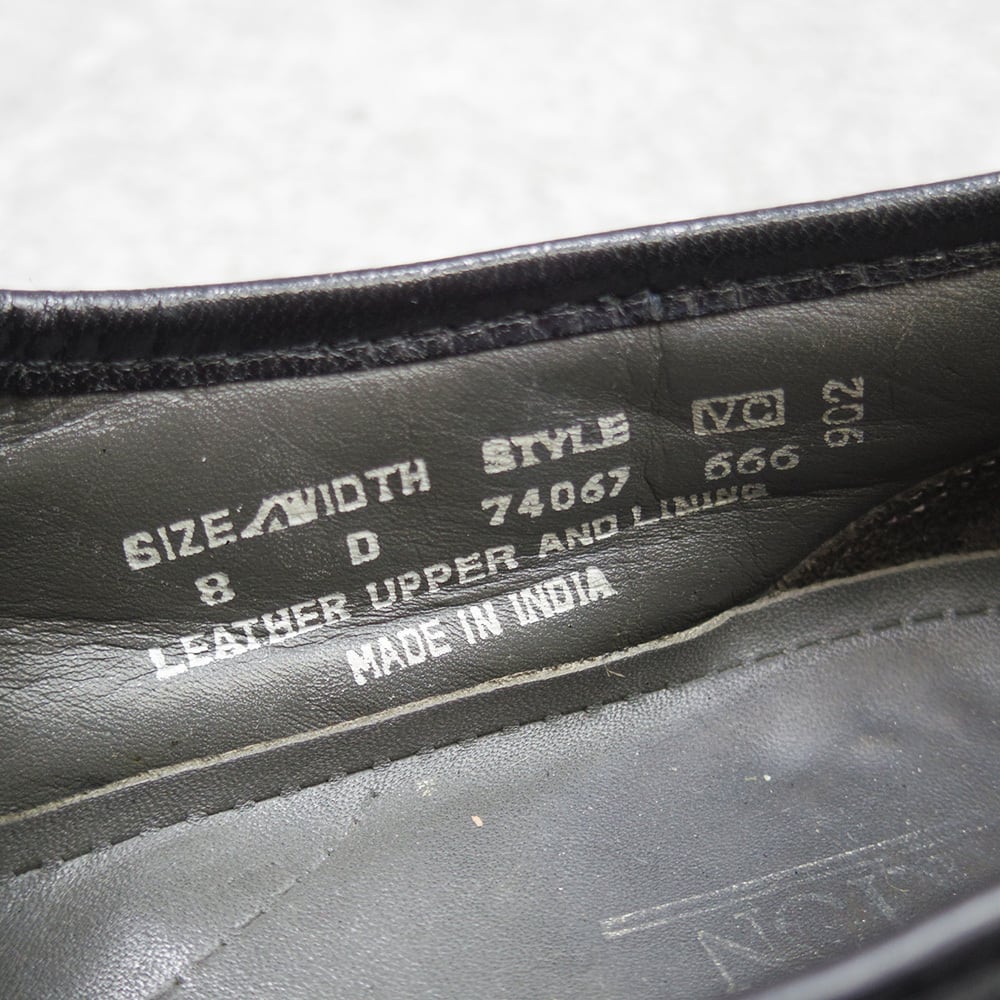 SIZE/WIDTH STYLE VC 902
8 D 74067 666
LEATHER UPPER AND LINING
MADE IN INDIA